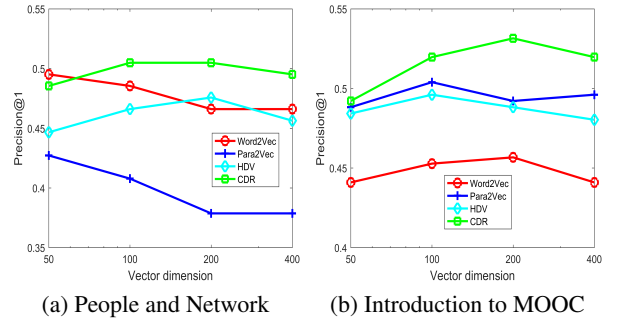 0.55
0.5
0.45
0.4
0.35
Precision@1
Word2Vec
Para2Vec
HDV
CDR
50
100
200
400
Vector dimension
(a) People and Network
0.55
0.5
0.45
0.4
Precision@1
Word2Vec
Para2Vec
HDV
CDR
50
100
200
400
Vector dimension
(b) Introduction to MOOC